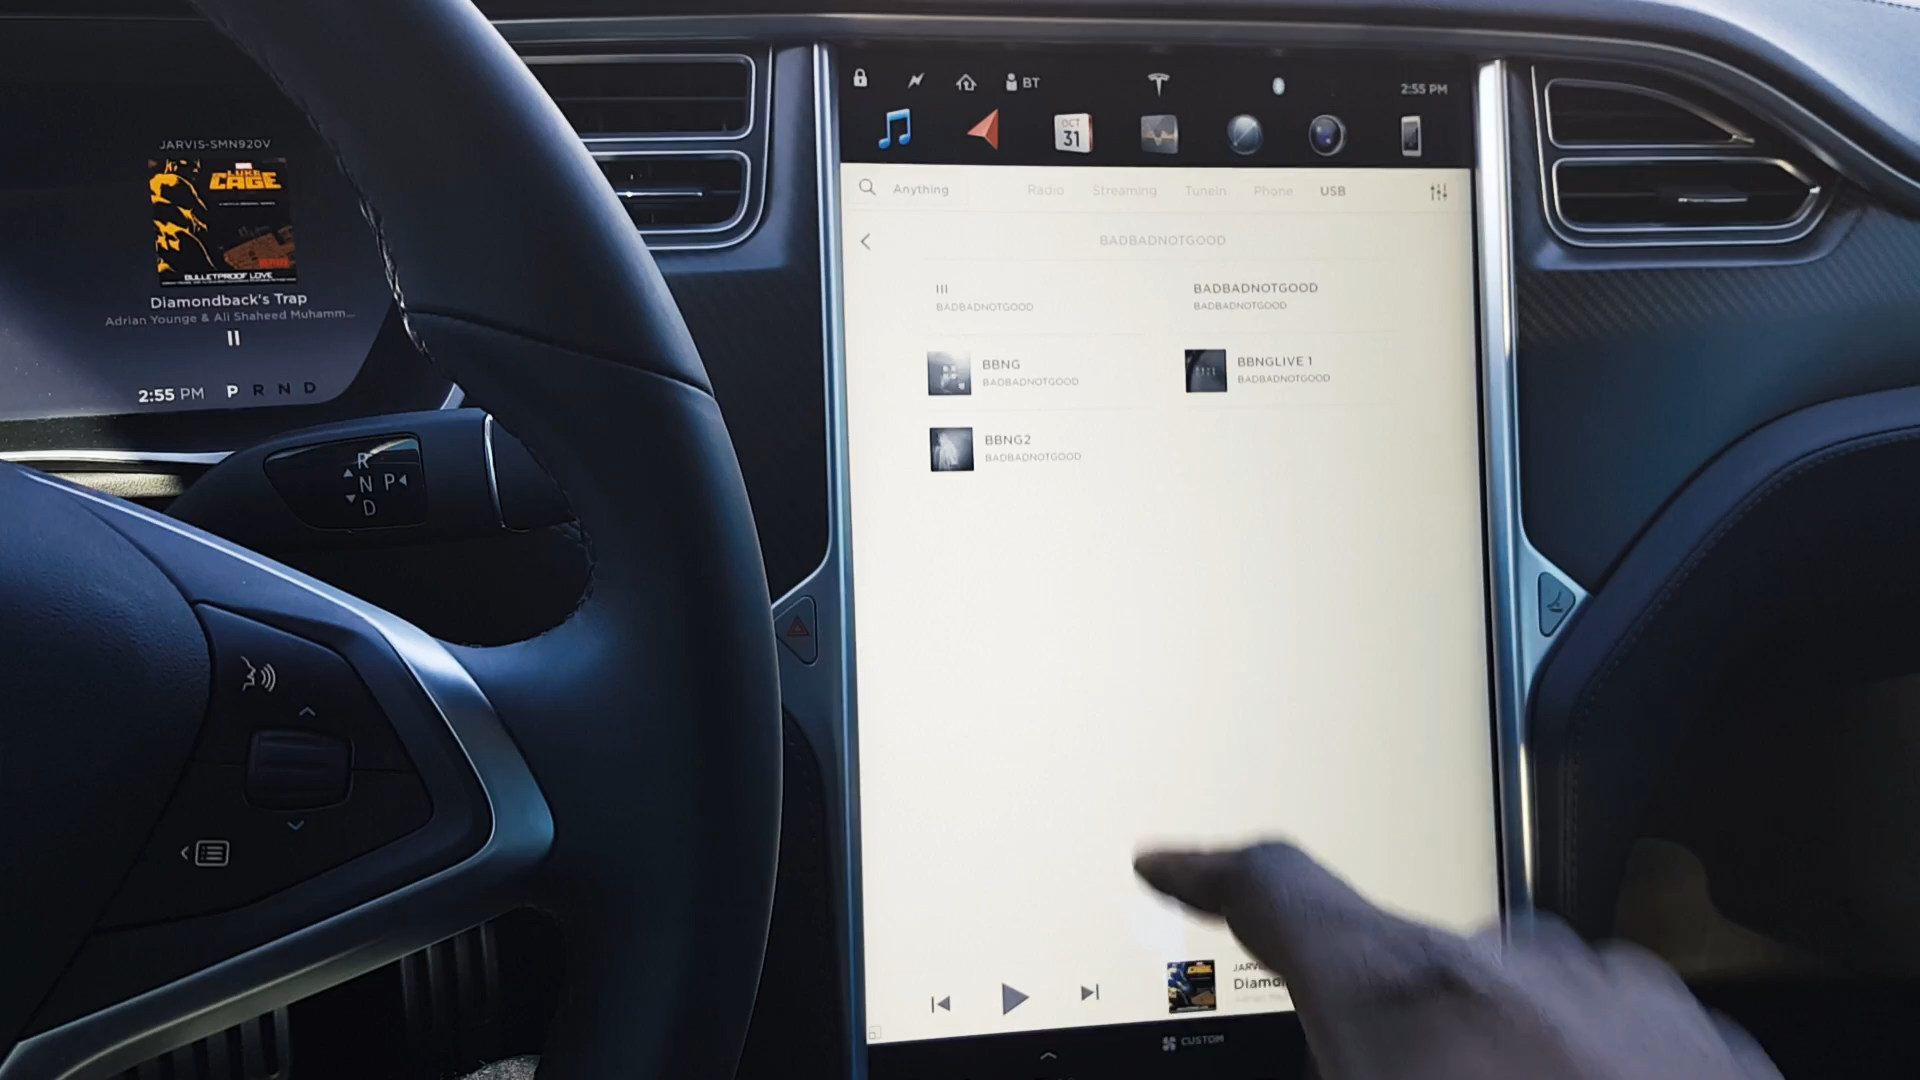 JARVIS-SMN920V
LUKE
CAGE
BULLETPROOF LOVE
Diamondback's Trap
Adrian Younge & Ali Shaheed Muhamm...
2:55 PM P R N D
R
N P
D
BT
2:55 PM
OCT
31
Anything Radio Streaming TuneIn Phone USB
BADBADNOTGOOD
III
BADBADNOTGOOD
BADBADNOTGOOD
BADBADNOTGOOD
BBNG
BADBADNOTGOOD
BBNGLIVE 1
BADBADNOTGOOD
BBNG2
BADBADNOTGOOD
CAGE
JARV
Diamo
CUSTOM